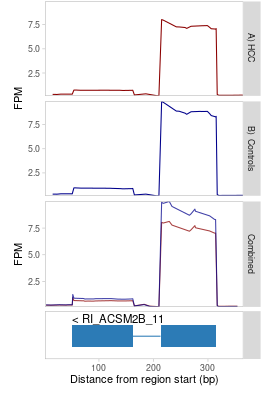 7.5
5.0
2.5
FPM
A) HCC
7.5
5.0
2.5
B) Controls
7.5
5.0
2.5
FPM
Combined
< RI_ACSM2B_11
100
200
300
Distance from region start (bp)